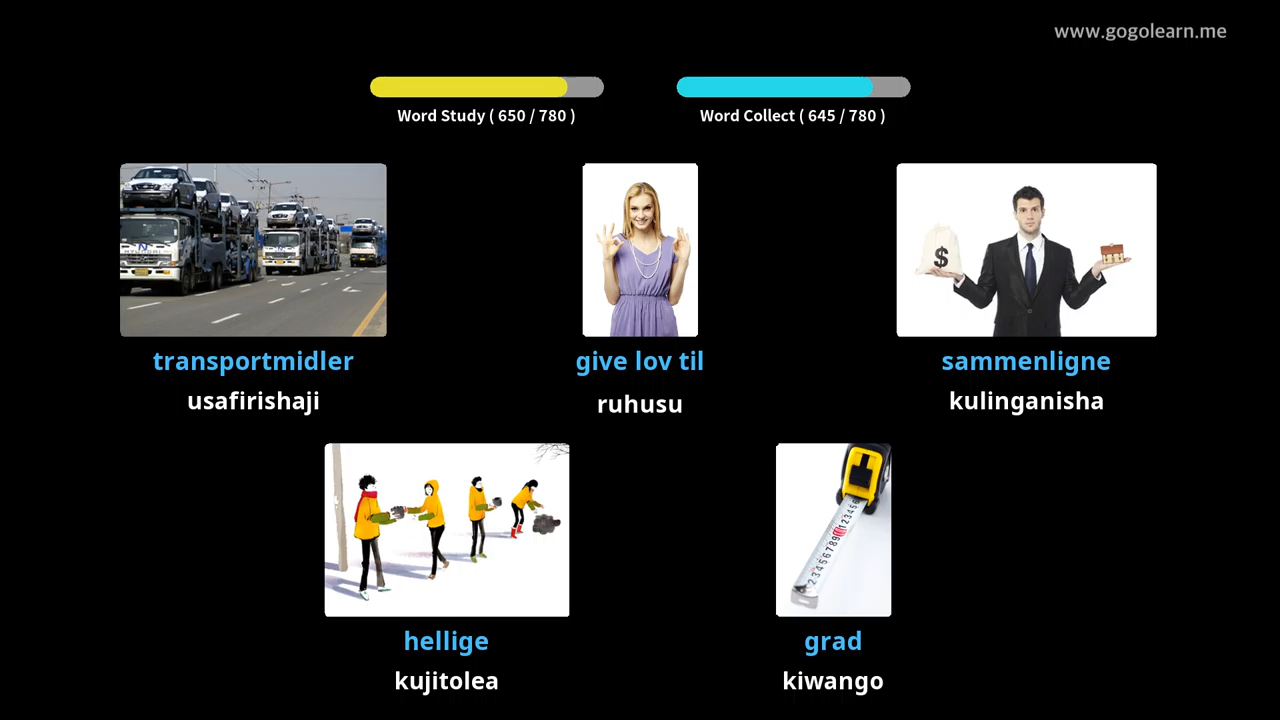 www.gogolearn.me
Word Study ( 650 / 780 )
Word Collect ( 645 / 780 )
$
transportmidler
give lov til
sammenligne
usafirishaji
ruhusu
kulinganisha
hellige
grad
kujitolea
kiwango